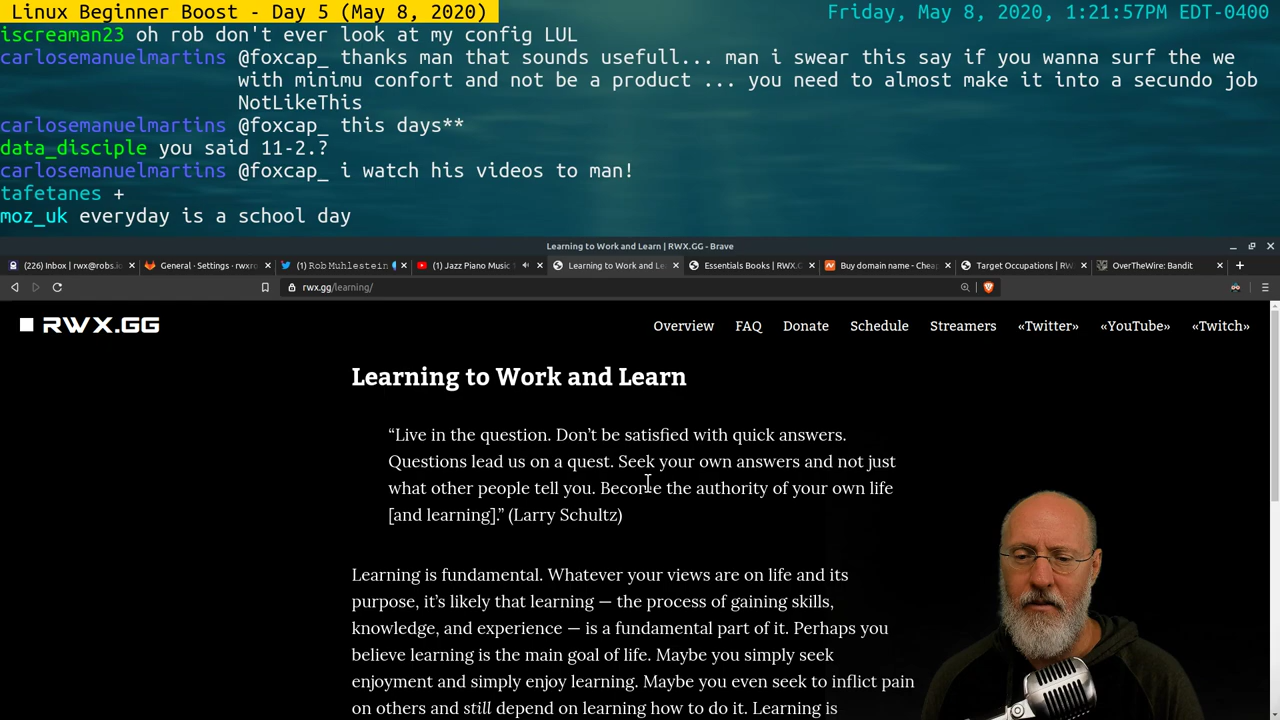 Linux Beginner Boost - Day 5 (May 8, 2020)
Friday, May 8, 2020, 1:21:57PM EDT-0400
iscreaman23 oh rob don't ever look at my config LUL
carlosemanuelmartins @foxcap_ thanks man that sounds usefull... man i swear this say if you wanna surf the we
with minimu confort and not be a product ... you need to almost make it into a secundo job
NotLikeThis
carlosemanuelmartins @foxcap_ this days**
data_disciple you said 11-2.?
carlosemanuelmartins @foxcap_ i watch his videos to man!
tafetanes +
moz_uk everyday is a school day
Learning to Work and Learn | RWX.GG - Brave
(226) Inbox | rwx@robs.i
General · Settings · rwxro
(1) Rob Muhlestein
(1) Jazz Piano Music
Learning to Work and Le
Essentials Books | RWX.G
Buy domain name - Chea
Target Occupations | RW
OverTheWire: Bandit
rwx.gg/learning/
RWX.GG
Overview FAQ Donate Schedule Streamers «Twitter» «YouTube» «Twitch»
Learning to Work and Learn
“Live in the question. Don’t be satisfied with quick answers.
Questions lead us on a quest. Seek your own answers and not just
what other people tell you. Become the authority of your own life
[and learning].” (Larry Schultz)
Learning is fundamental. Whatever your views are on life and its
purpose, it’s likely that learning — the process of gaining skills,
knowledge, and experience — is a fundamental part of it. Perhaps you
believe learning is the main goal of life. Maybe you simply seek
enjoyment and simply enjoy learning. Maybe you even seek to inflict pain
on others and still depend on learning how to do it. Learning is